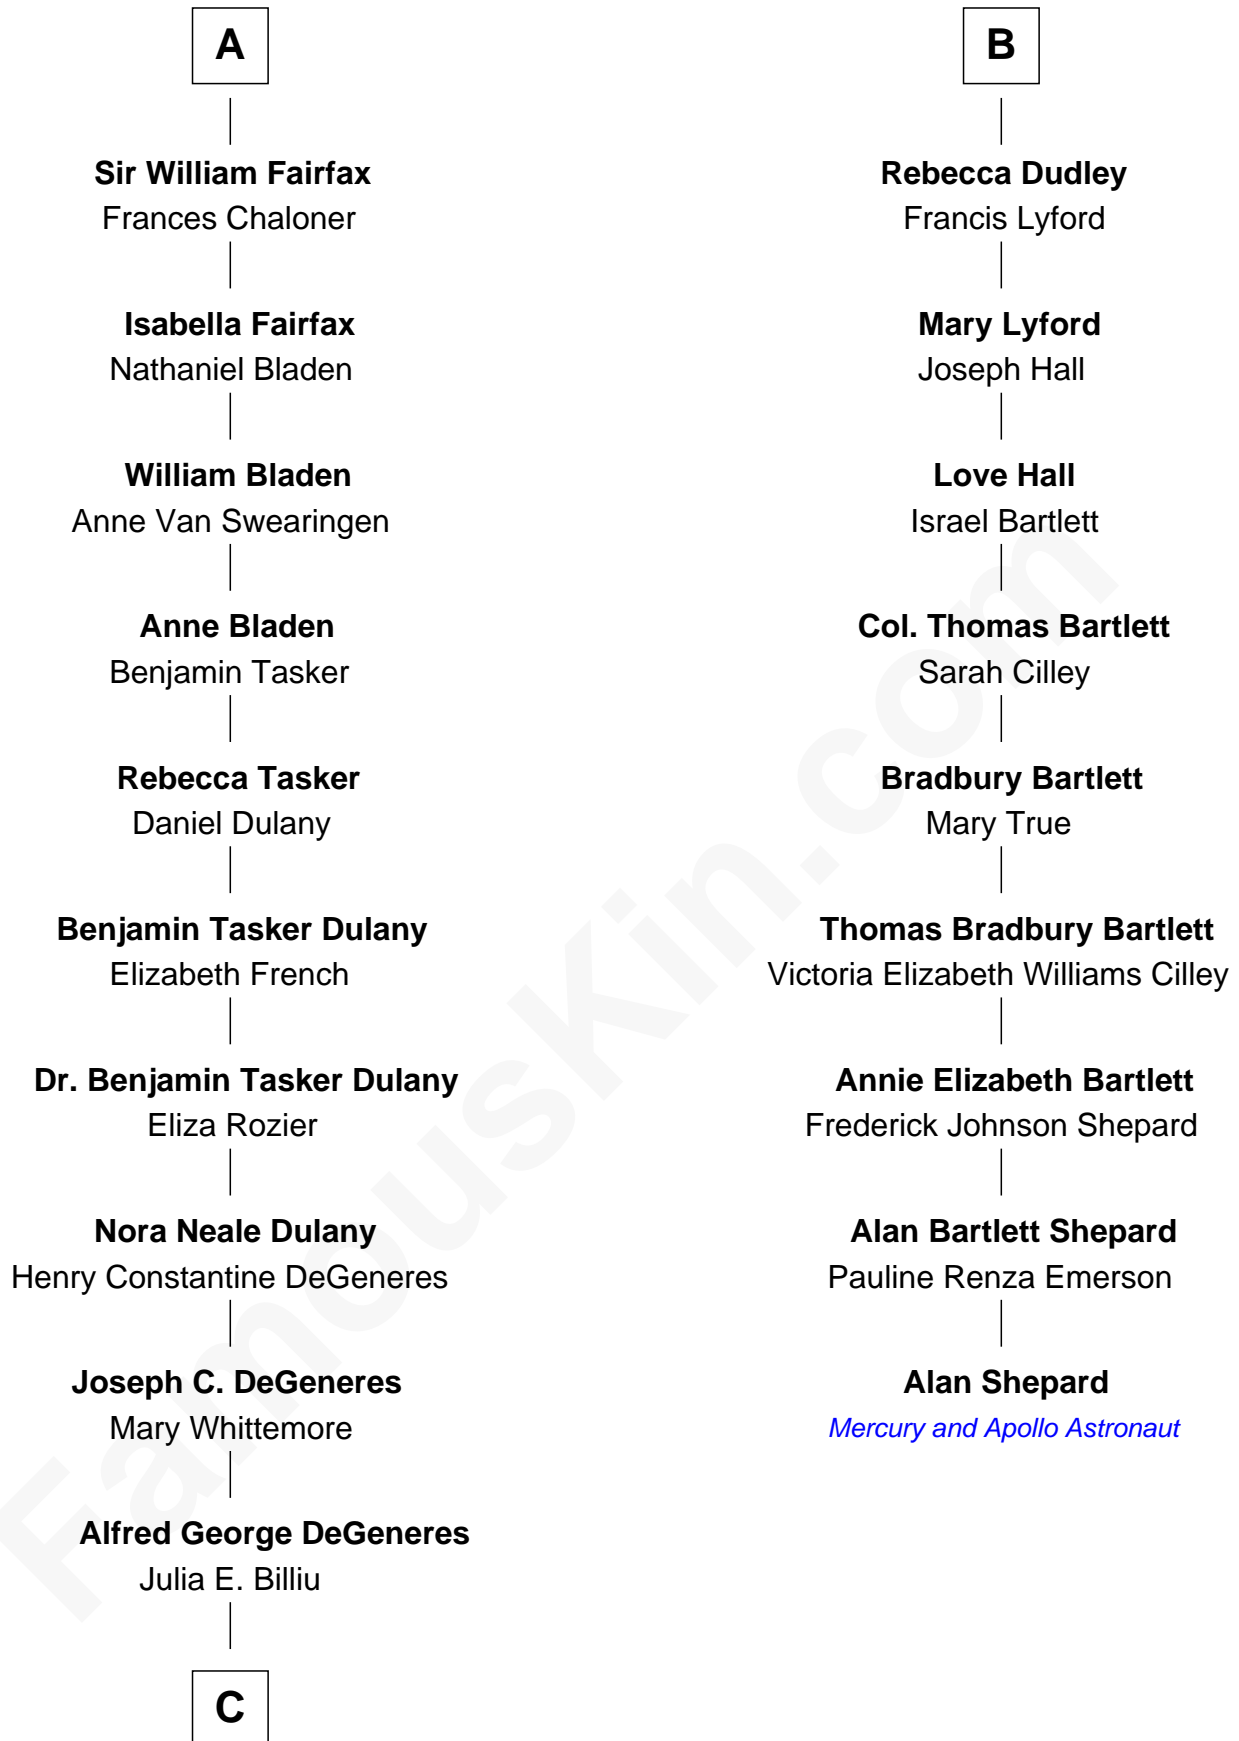 A
Sir William Fairfax
Frances Chaloner
Isabella Fairfax
Nathaniel Bladen
William Bladen
Anne Van Swearingen
Anne Bladen
Benjamin Tasker
Rebecca Tasker
Daniel Dulany
Benjamin Tasker Dulany
Elizabeth French
Dr. Benjamin Tasker Dulany
Eliza Rozier
Nora Neale Dulany
Henry Constantine DeGeneres
Joseph C. DeGeneres
Mary Whittemore
Alfred George DeGeneres
Julia E. Billiu
C
B
Rebecca Dudley
Francis Lyford
Mary Lyford
Joseph Hall
Love Hall
Israel Bartlett
Col. Thomas Bartlett
Sarah Cilley
Bradbury Bartlett
Mary True
Thomas Bradbury Bartlett
Victoria Elizabeth Williams Cilley
Annie Elizabeth Bartlett
Frederick Johnson Shepard
Alan Bartlett Shepard
Pauline Renza Emerson
Alan Shepard
Mercury and Apollo Astronaut
FamousKin.com